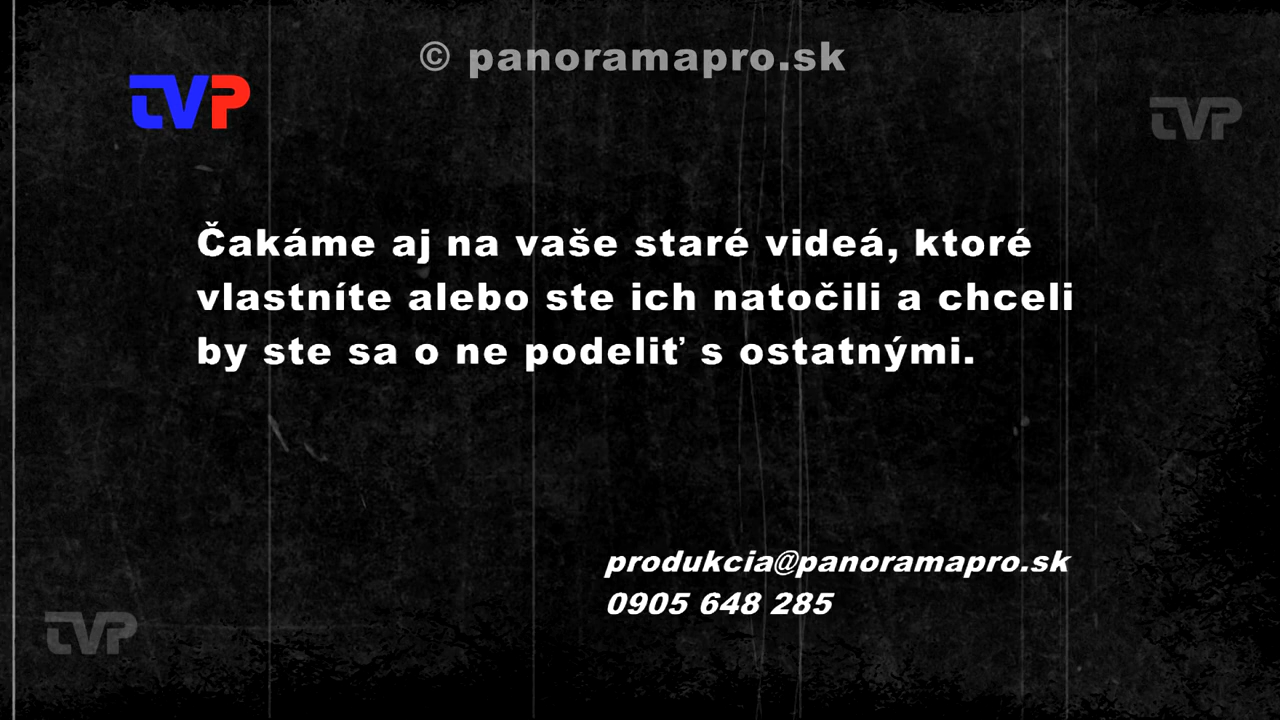 © panoramapro.sk
TVP
TVP
Čakáme aj na vaše staré videá, ktoré
vlastníte alebo ste ich natočili a chceli
by ste sa o ne podeliť s ostatnými.
produkcia@panoramapro.sk
0905 648 285
TVP